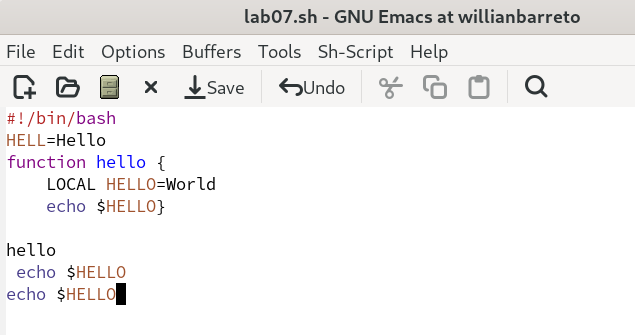 lab07.sh - GNU Emacs at willianbarreto
File Edit Options Buffers Tools Sh-Script Help
Save Undo
#!/bin/bash
HELL=Hello
function hello {
    LOCAL HELLO=World
    echo $HELLO}

hello
 echo $HELLO
echo $HELLO